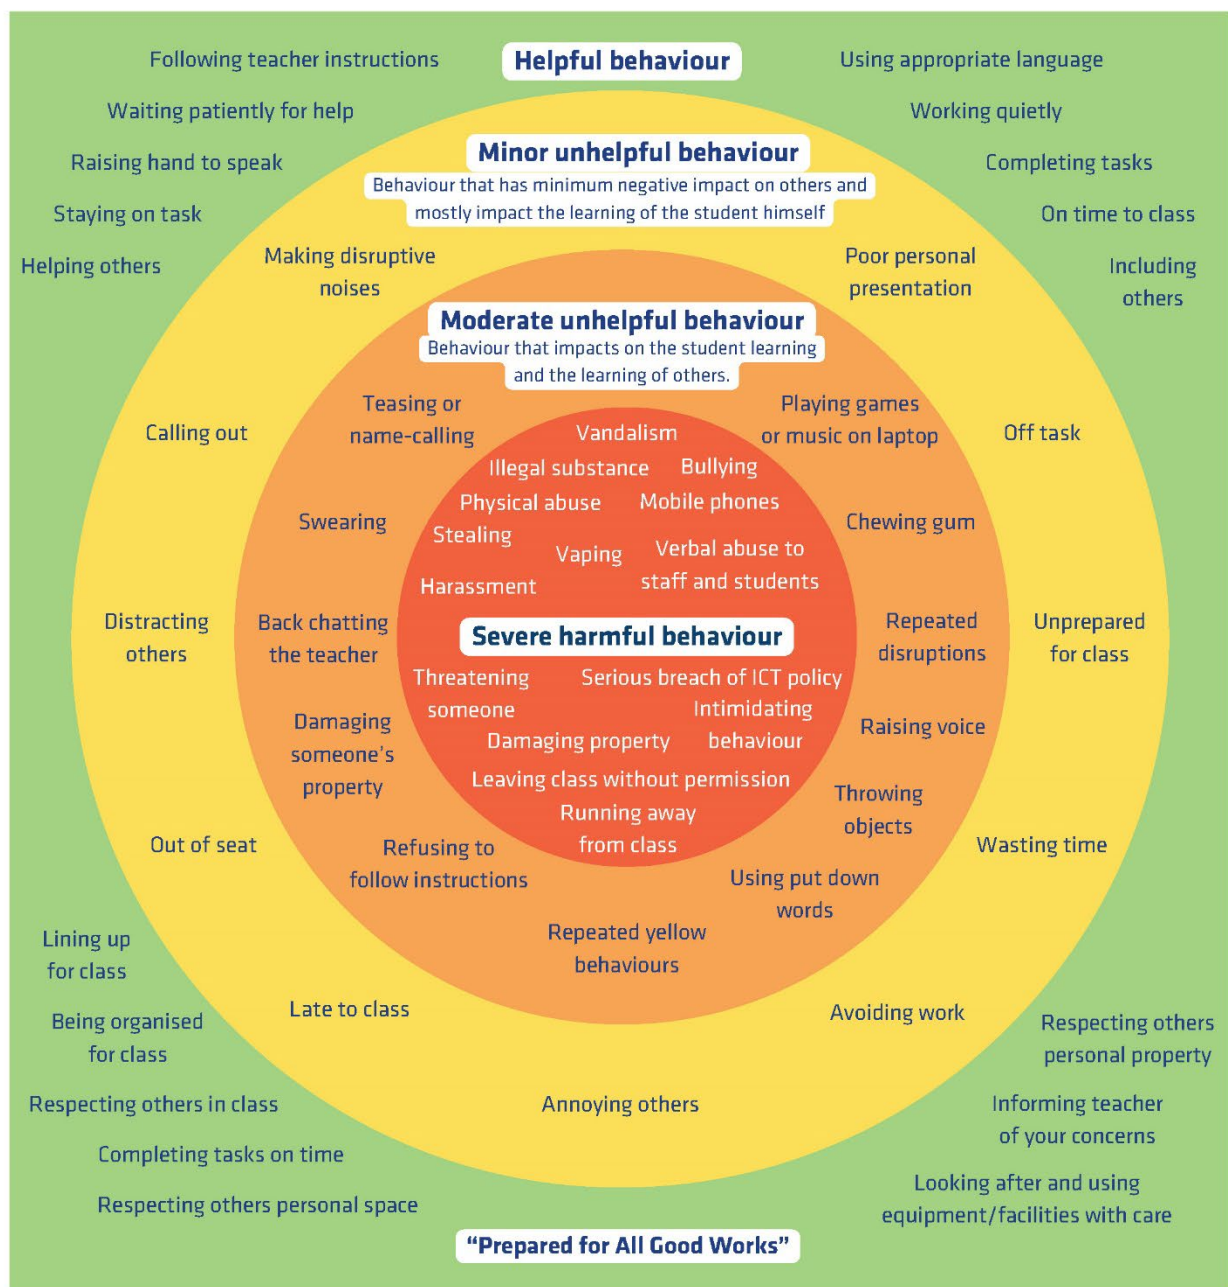 Following teacher instructions
Helpful behaviour
Using appropriate language
Waiting patiently for help
Working quietly
Raising hand to speak
Minor unhelpful behaviour
Completing tasks
Behaviour that has minimum negative impact on others and
mostly impact the learning of the student himself
Staying on task
On time to class
Helping others
Making disruptive
noises
Poor personal
presentation
Including
others
Moderate unhelpful behaviour
Behaviour that impacts on the student learning
and the learning of others.
Teasing or
name-calling
Playing games
or music on laptop
Calling out
Vandalism
Off task
Illegal substance
Bullying
Physical abuse
Mobile phones
Swearing
Stealing
Vaping
Verbal abuse to
staff and students
Chewing gum
Harassment
Distracting
others
Back chatting
the teacher
Severe harmful behaviour
Repeated
disruptions
Unprepared
for class
Threatening
someone
Serious breach of ICT policy
Intimidating
behaviour
Damaging
someone's
property
Damaging property
Raising voice
Leaving class without permission
Throwing
objects
Running away
from class
Out of seat
Refusing to
follow instructions
Wasting time
Using put down
words
Repeated yellow
behaviours
Lining up
for class
Late to class
Avoiding work
Being organised
for class
Respecting others
personal property
Respecting others in class
Annoying others
Informing teacher
of your concerns
Completing tasks on time
Respecting others personal space
Looking after and using
equipment/facilities with care
“Prepared for All Good Works”